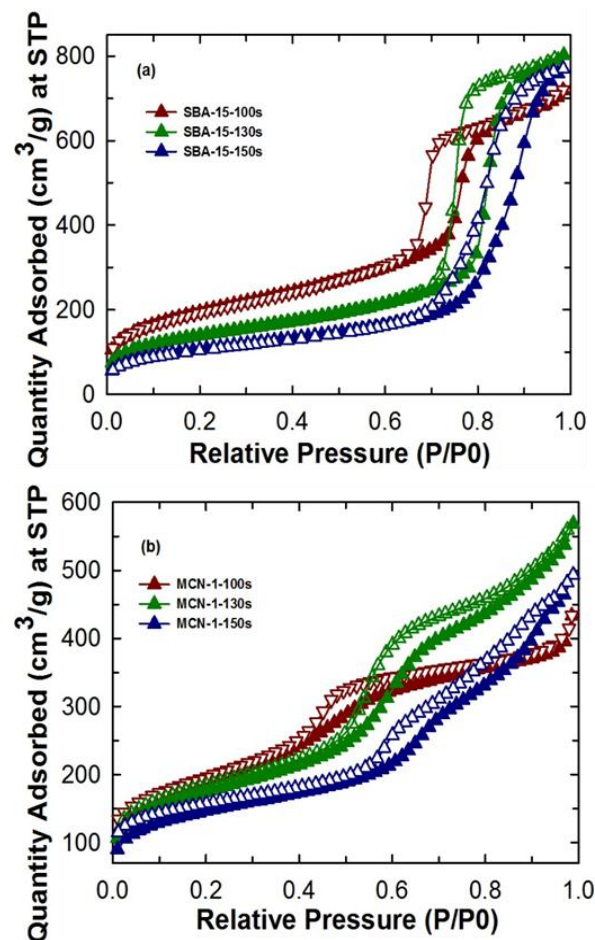 800
600
400
200
0
Quantity Adsorbed (cm³/g) at STP
(a)
SBA-15-100s
SBA-15-130s
SBA-15-150s
0.0 0.2 0.4 0.6 0.8 1.0
Relative Pressure (P/P0)
600
500
400
300
200
100
Quantity Adsorbed (cm³/g) at STP
(b)
MCN-1-100s
MCN-1-130s
MCN-1-150s
0.0 0.2 0.4 0.6 0.8 1.0
Relative Pressure (P/P0)